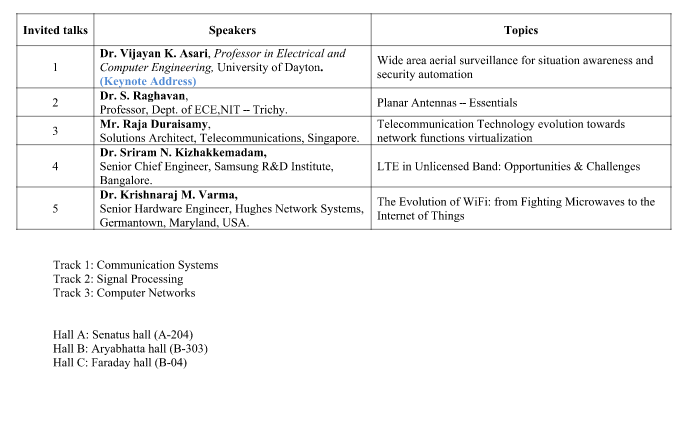 Invited talks Speakers Topics
1
Dr. Vijayan K. Asari, Professor in Electrical and
Computer Engineering, University of Dayton.
(Keynote Address)
Wide area aerial surveillance for situation awareness and
security automation
2
Dr. S. Raghavan,
Professor, Dept. of ECE,NIT – Trichy.
Planar Antennas – Essentials
3
Mr. Raja Duraisamy,
Solutions Architect, Telecommunications, Singapore.
Telecommunication Technology evolution towards
network functions virtualization
4
Dr. Sriram N. Kizhakkemadam,
Senior Chief Engineer, Samsung R&D Institute,
Bangalore.
LTE in Unlicensed Band: Opportunities & Challenges
5
Dr. Krishnaraj M. Varma,
Senior Hardware Engineer, Hughes Network Systems,
Germantown, Maryland, USA.
The Evolution of WiFi: from Fighting Microwaves to the
Internet of Things
Track 1: Communication Systems
Track 2: Signal Processing
Track 3: Computer Networks
Hall A: Senatus hall (A-204)
Hall B: Aryabhatta hall (B-303)
Hall C: Faraday hall (B-04)